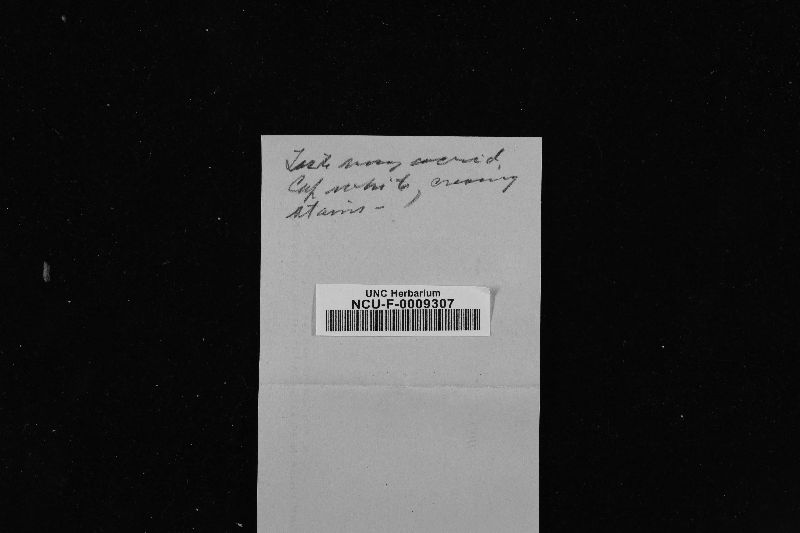 Taste very acrid.
Cap white, creamy
stains -
UNC Herbarium
NCU-F-0009307